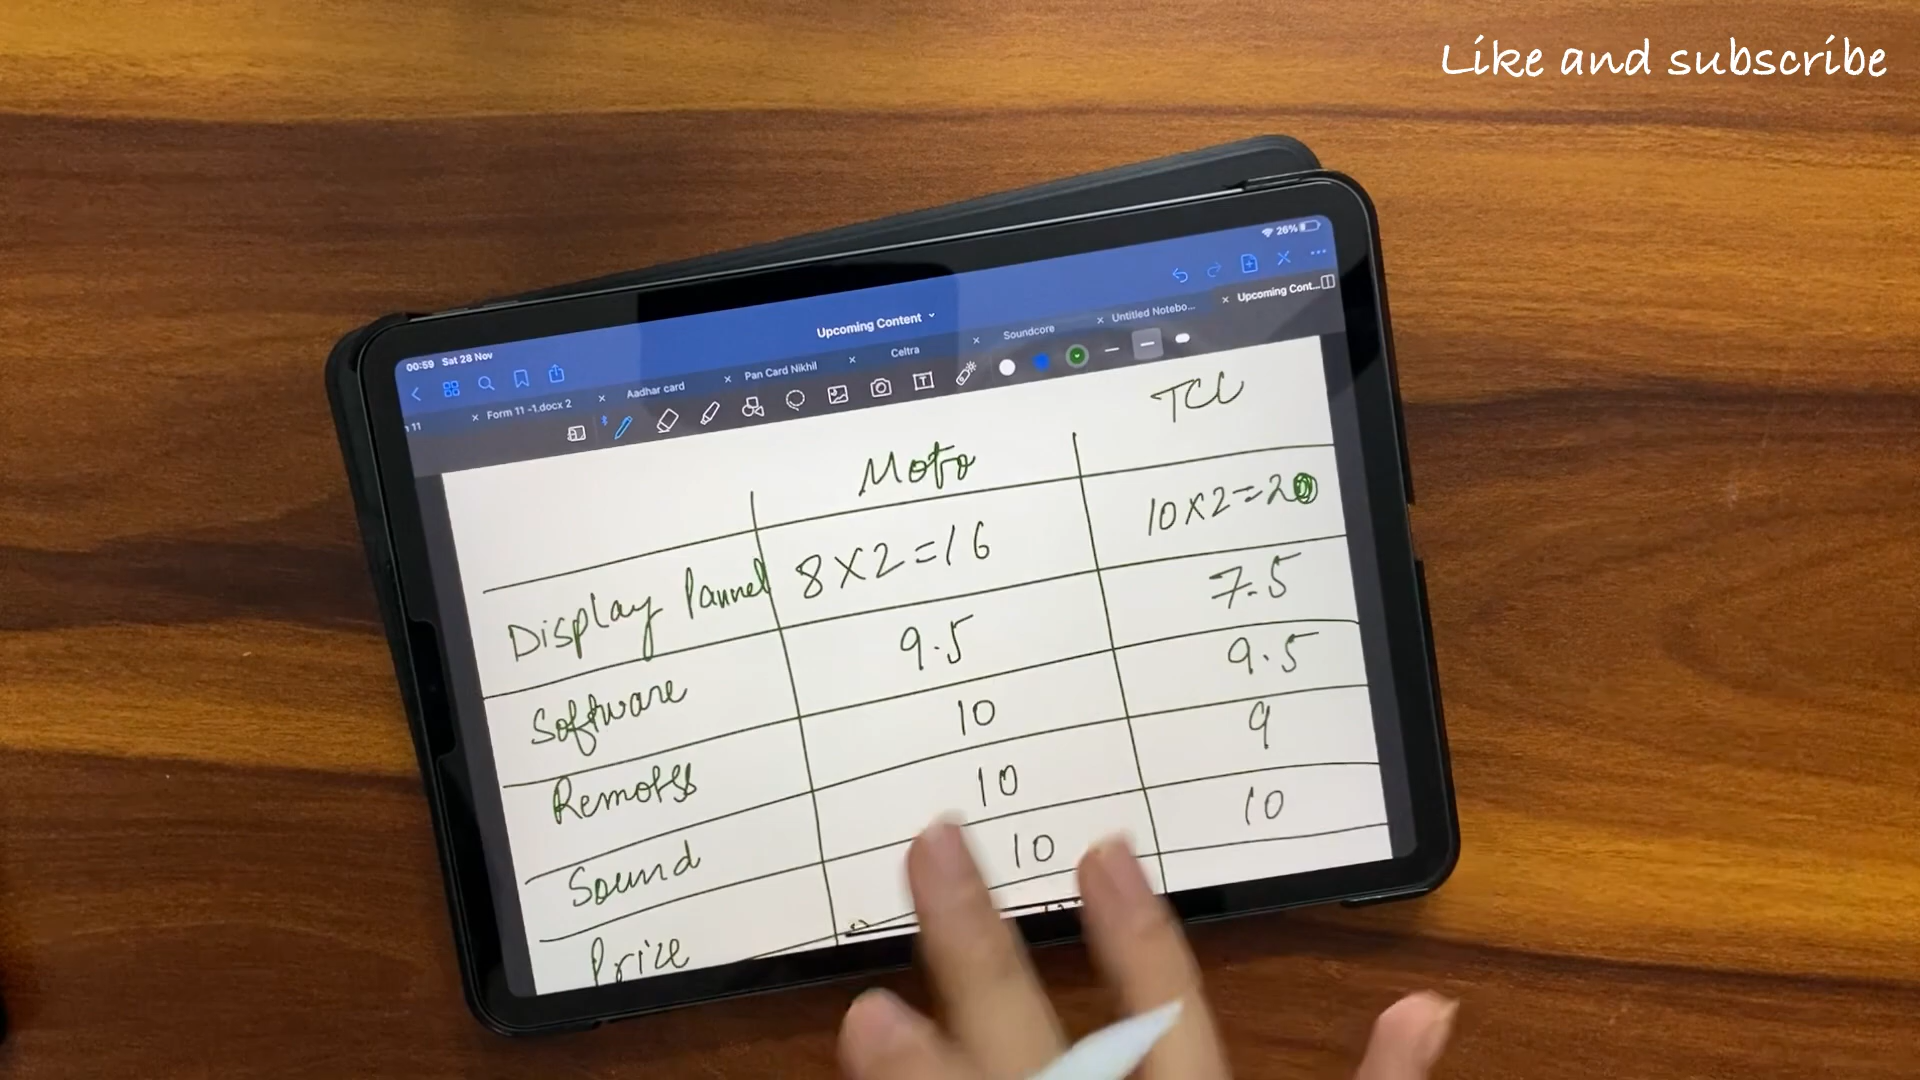 Like and subscribe
00:59 Sat 28 Nov
26%
Upcoming Content
11
Form 11 -1.docx 2
Aadhar card
Pan Card Nikhil
Celtra
Soundcore
Untitled Notebo...
Upcoming Cont...
Moto TCL
Display Pannel 8X2=16 10X2=20
Software 9.5 7.5
Remotes 10 9.5
Sound 10 9
Price 10 10